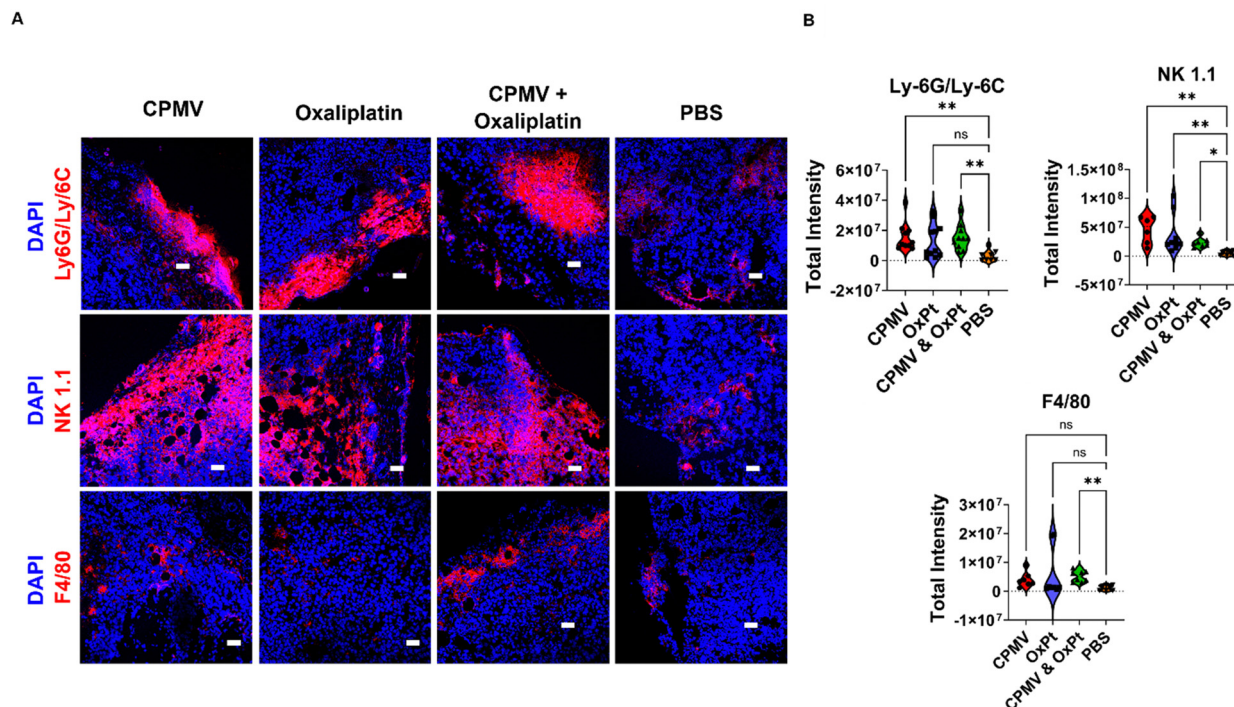 A
CPMV
Oxaliplatin
CPMV +
Oxaliplatin
PBS
DAPI
Ly6G/Ly/6C
DAPI
NK 1.1
DAPI
F4/80
B
Ly-6G/Ly-6C
**
ns
**
Total Intensity
6×10⁷
4×10⁷
2×10⁷
0
-2×10⁷
CPMV
OxPt
CPMV & OxPt
PBS
NK 1.1
**
**
*
Total Intensity
1.5×10⁸
1×10⁸
5×10⁷
0
-5×10⁷
CPMV
OxPt
CPMV & OxPt
PBS
F4/80
ns
ns
**
Total Intensity
3×10⁷
2×10⁷
1×10⁷
0
-1×10⁷
CPMV
OxPt
CPMV & OxPt
PBS